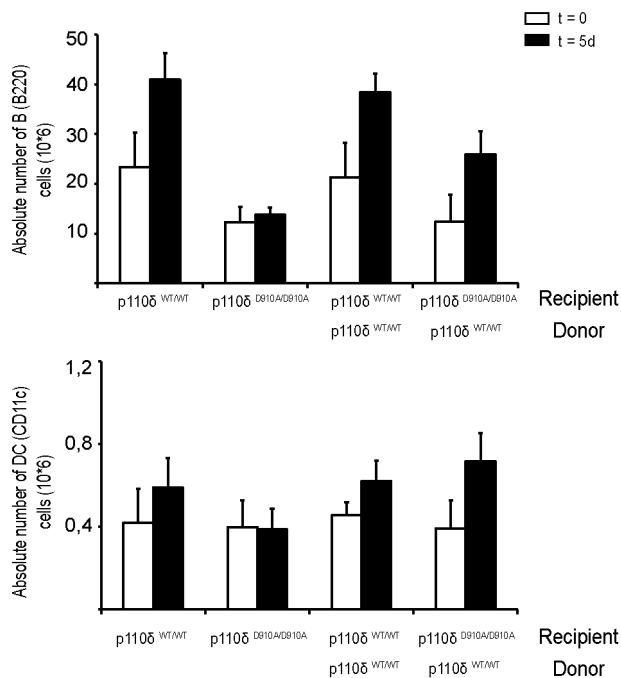 t = 0
t = 5d
Absolute number of B (B220)
cells (10*6)
50
40
30
20
10
p110δ WT/WT
p110δ D910A/D910A
p110δ WT/WT
p110δ D910A/D910A
Recipient
p110δ WT/WT
p110δ WT/WT
Donor
Absolute number of DC (CD11c)
cells (10*6)
1,2
0,8
0,4
p110δ WT/WT
p110δ D910A/D910A
p110δ WT/WT
p110δ D910A/D910A
Recipient
p110δ WT/WT
p110δ WT/WT
Donor